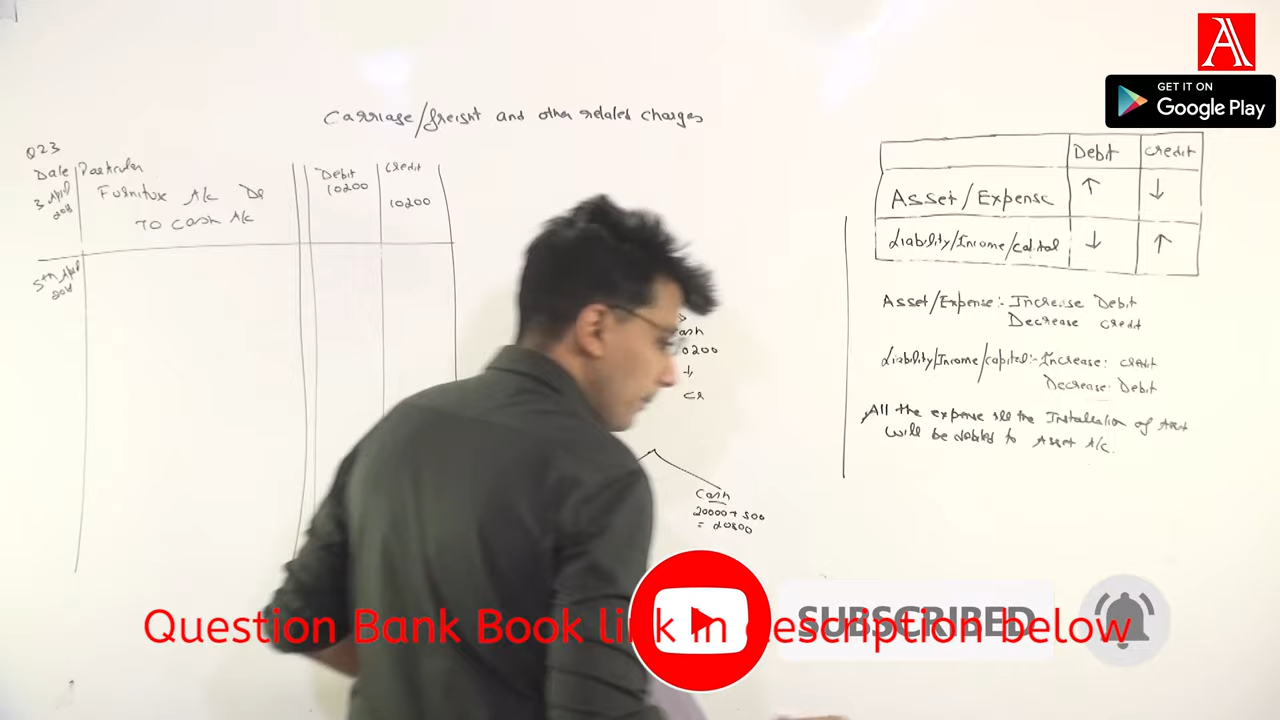 GET IT ON
Google Play
Carriage/freight and other related charges
Q23
Date Particular Debit Credit
3 April Furniture A/c Dr 10200
To cash A/c 10200
5th April
Debit Credit
Asset/Expense ↑ ↓
Liability/Income/capital ↓ ↑
Asset/Expense:- Increase Debit
Decrease credit
Liability/Income/capital:- Increase: credit
Decrease: Debit
All the expense till the Installation of Asset
will be debited to Asset A/c.
0200
↓
cr
Cash
20000+500
Question Bank Book link in description below
SUBSCRIBED